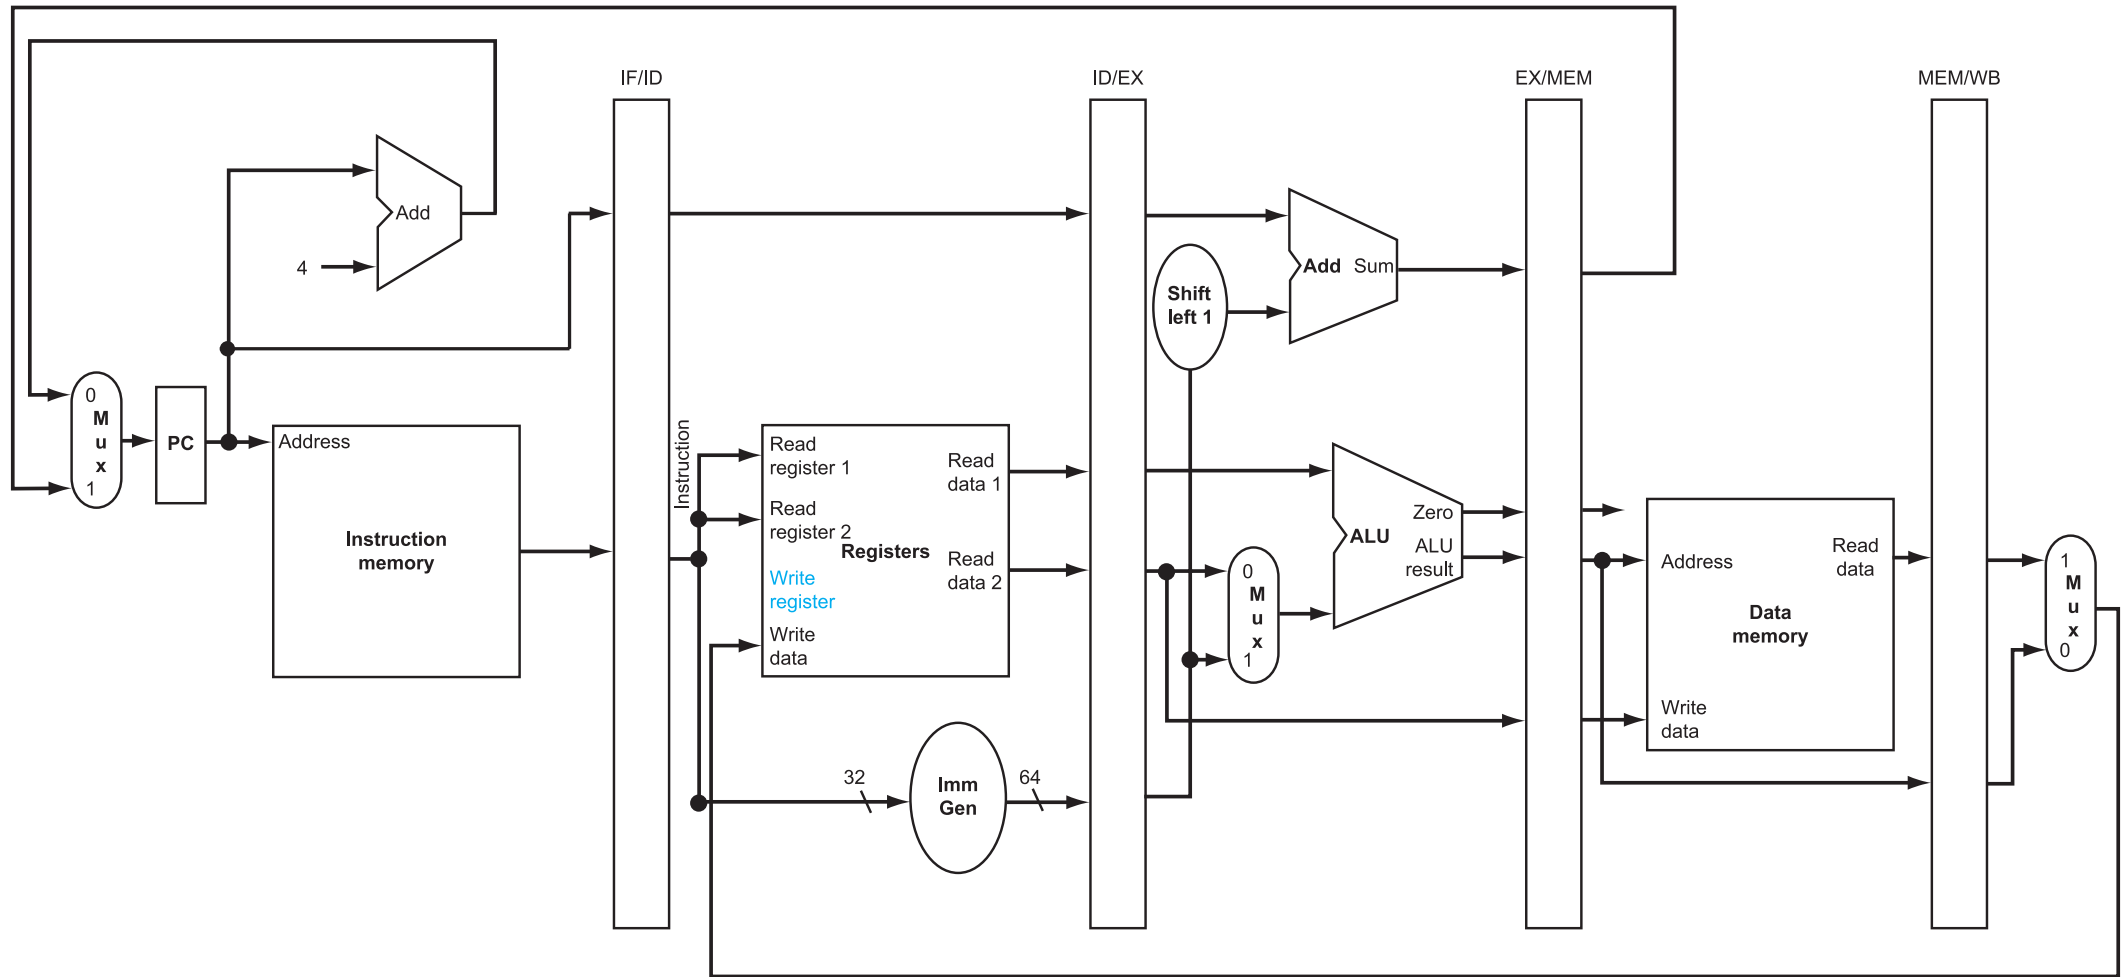 IF/ID
ID/EX
EX/MEM
MEM/WB
Add
4
Shift
left 1
Add Sum
0
M
u
x
1
PC
Address
Instruction
memory
Instruction
Read
register 1
Read
register 2
Registers
Write
register
Write
data
Read
data 1
Read
data 2
32
Imm
Gen
64
0
M
u
x
1
Zero
ALU
ALU
result
Address
Read
data
Data
memory
Write
data
1
M
u
x
0